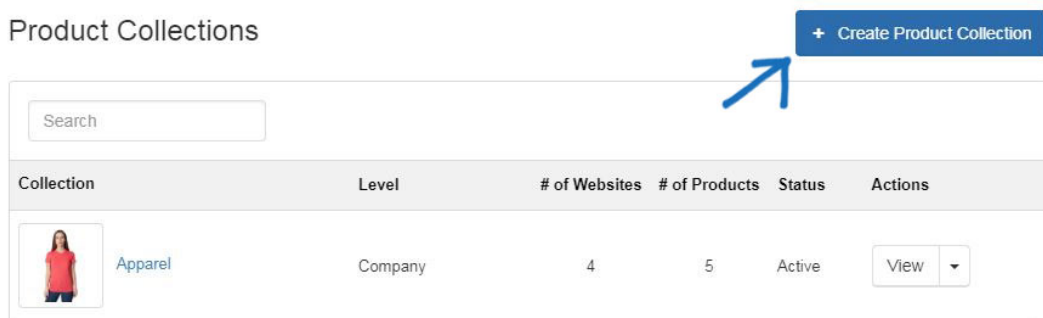 Product Collections
+ Create Product Collection
Search
Collection Level # of Websites # of Products Status Actions
Apparel Company 4 5 Active View